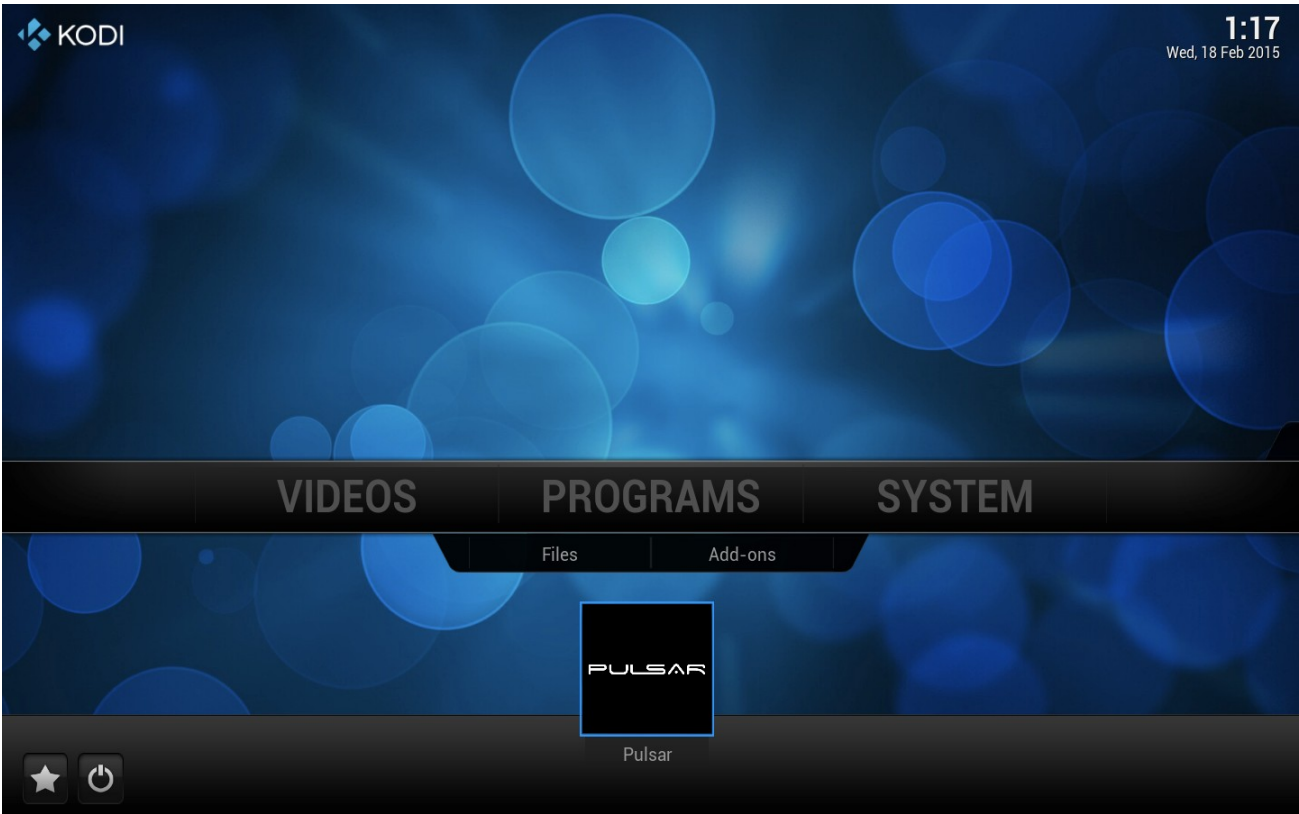 KODI
1:17
Wed, 18 Feb 2015
VIDEOS PROGRAMS SYSTEM
Files Add-ons
PULSAR
Pulsar